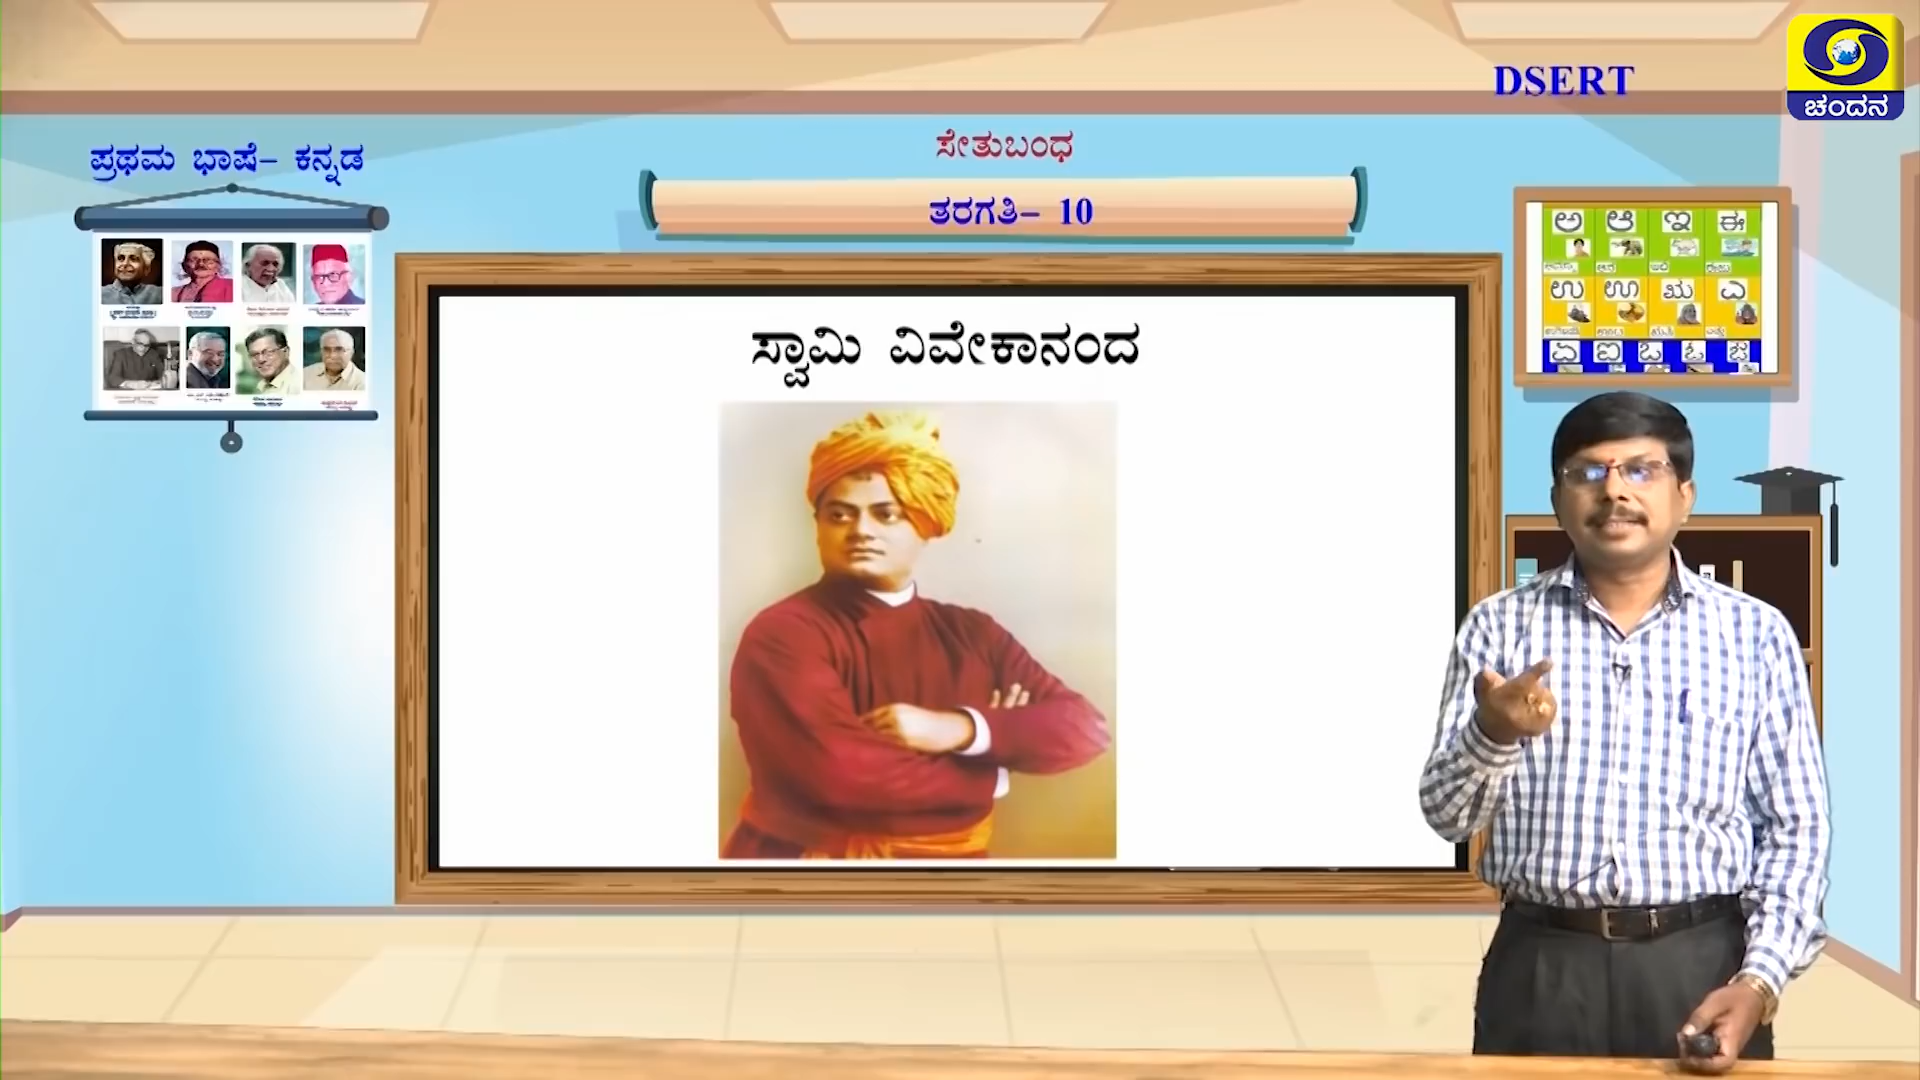 DSERT
ಚಂದನ
ಪ್ರಥಮ ಭಾಷೆ– ಕನ್ನಡ
ಸೇತುಬಂಧ
ತರಗತಿ– 10
ಸ್ವಾಮಿ ವಿವೇಕಾನಂದ
ಅ ಆ ಇ ಈ
ಉ ಊ ಋ ಎ
ಏ ಐ ಒ ಓ ಔ